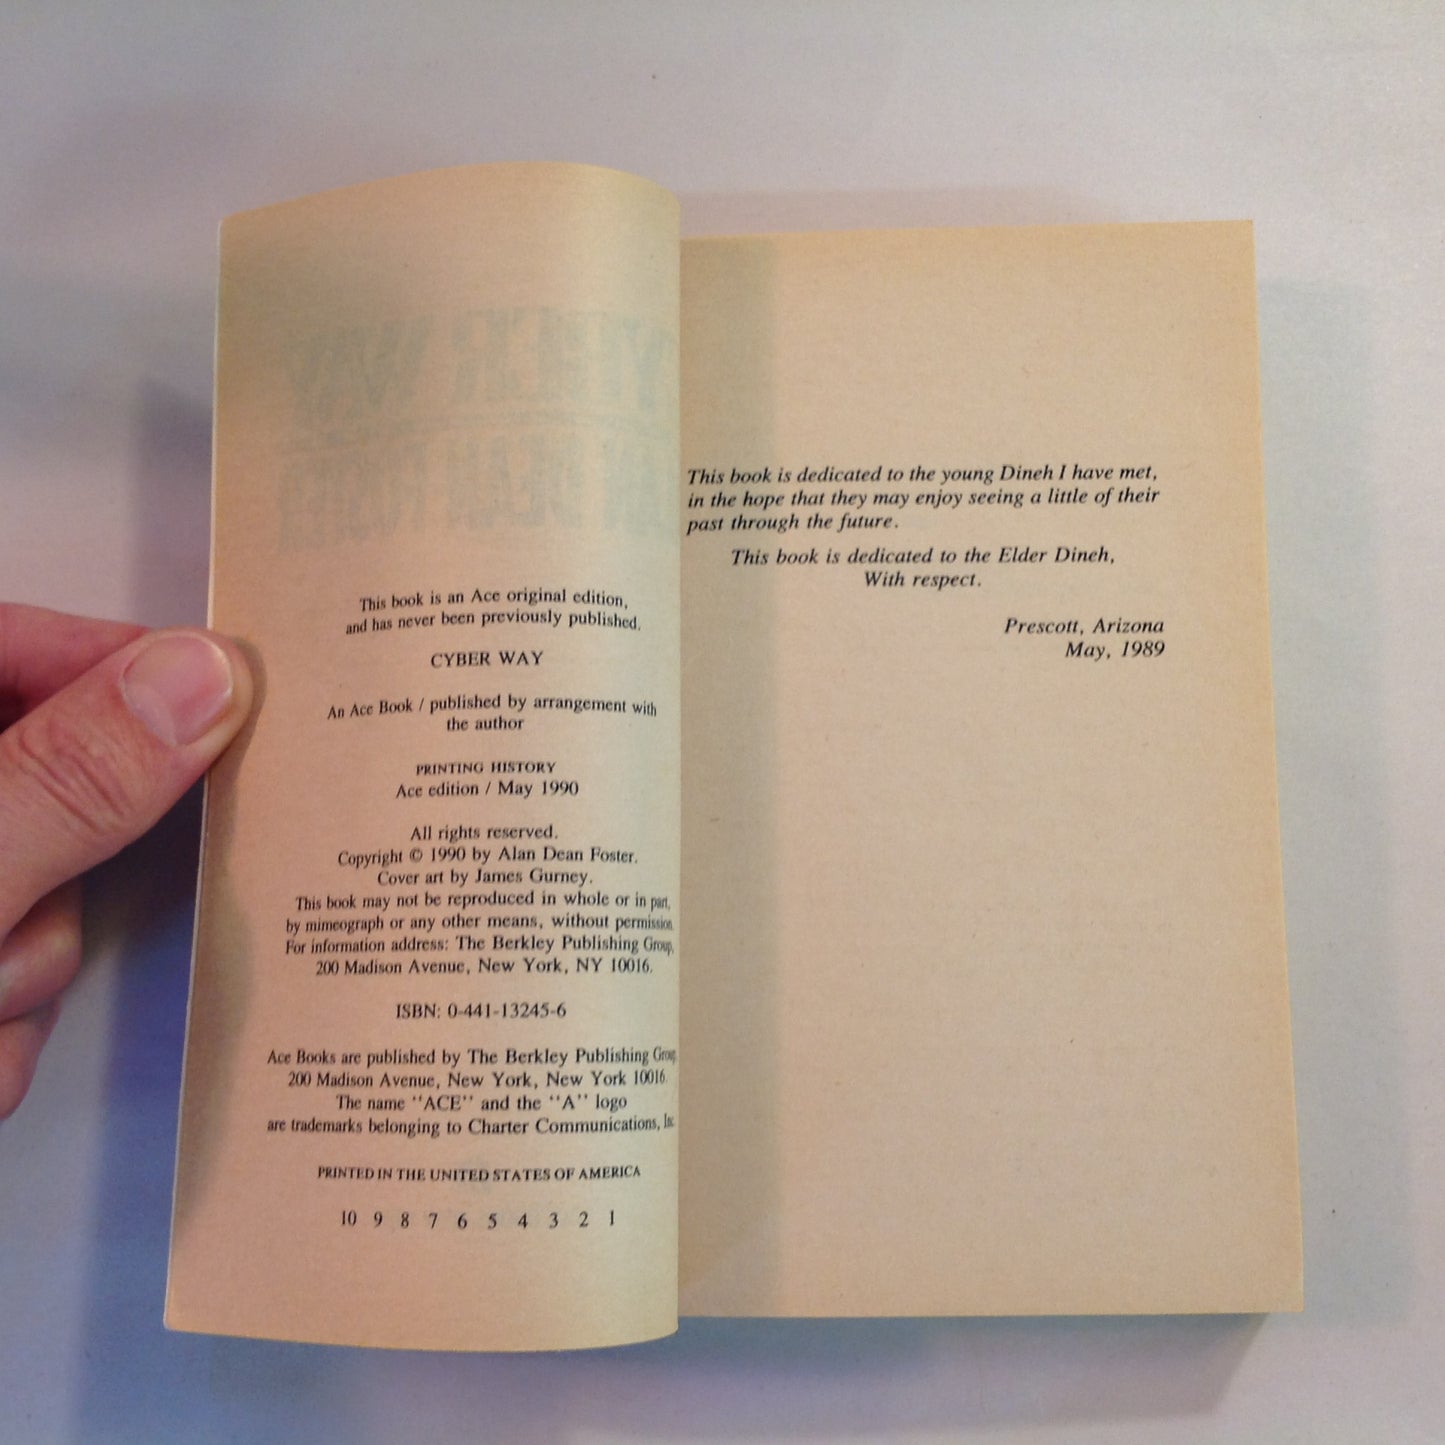 This book is an Ace original edition,
and has never been previously published.
CYBER WAY
An Ace Book / published by arrangement with
the author
PRINTING HISTORY
Ace edition / May 1990
All rights reserved.
Copyright © 1990 by Alan Dean Foster.
Cover art by James Gurney.
This book may not be reproduced in whole or in part,
by mimeograph or any other means, without permission.
For information address: The Berkley Publishing Group,
200 Madison Avenue, New York, NY 10016.
ISBN: 0-441-13245-6
Ace Books are published by The Berkley Publishing Group
200 Madison Avenue, New York, New York 10016.
The name "ACE" and the "A" logo
are trademarks belonging to Charter Communications, Inc.
PRINTED IN THE UNITED STATES OF AMERICA
10 9 8 7 6 5 4 3 2 1
This book is dedicated to the young Dineh I have met,
in the hope that they may enjoy seeing a little of their
past through the future.
This book is dedicated to the Elder Dineh,
With respect.
Prescott, Arizona
May, 1989